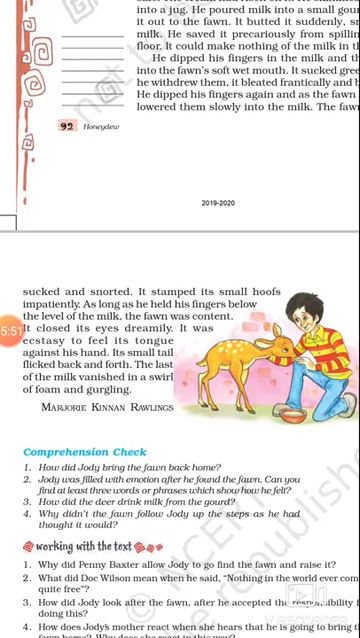 into a jug. He poured milk into a small gour
it out to the fawn. It butted it suddenly, s
milk. He saved it precariously from spillin
floor. It could make nothing of the milk in th
He dipped his fingers in the milk and th
into the fawn's soft wet mouth. It sucked gree
he withdrew them, it bleated frantically and b
He dipped his fingers again and as the fawn
lowered them slowly into the milk. The fawn
92 Honeydew
2019-2020
sucked and snorted. It stamped its small hoofs
impatiently. As long as he held his fingers below
the level of the milk, the fawn was content.
5:51
It closed its eyes dreamily. It was
ecstasy to feel its tongue
against his hand. Its small tail
flicked back and forth. The last
of the milk vanished in a swirl
of foam and gurgling.
MARJORIE KINNAN RAWLINGS
Comprehension Check
1. How did Jody bring the fawn back home?
2. Jody was filled with emotion after he found the fawn. Can you
find at least three words or phrases which show how he felt?
3. How did the deer drink milk from the gourd?
4. Why didn't the fawn follow Jody up the steps as he had
thought it would?
working with the text
1. Why did Penny Baxter allow Jody to go find the fawn and raise it?
2. What did Doc Wilson mean when he said, "Nothing in the world ever com
quite free"?
3. How did Jody look after the fawn, after he accepted the responsibility f
doing this?
4. How does Jody's mother react when she hears that he is going to bring t